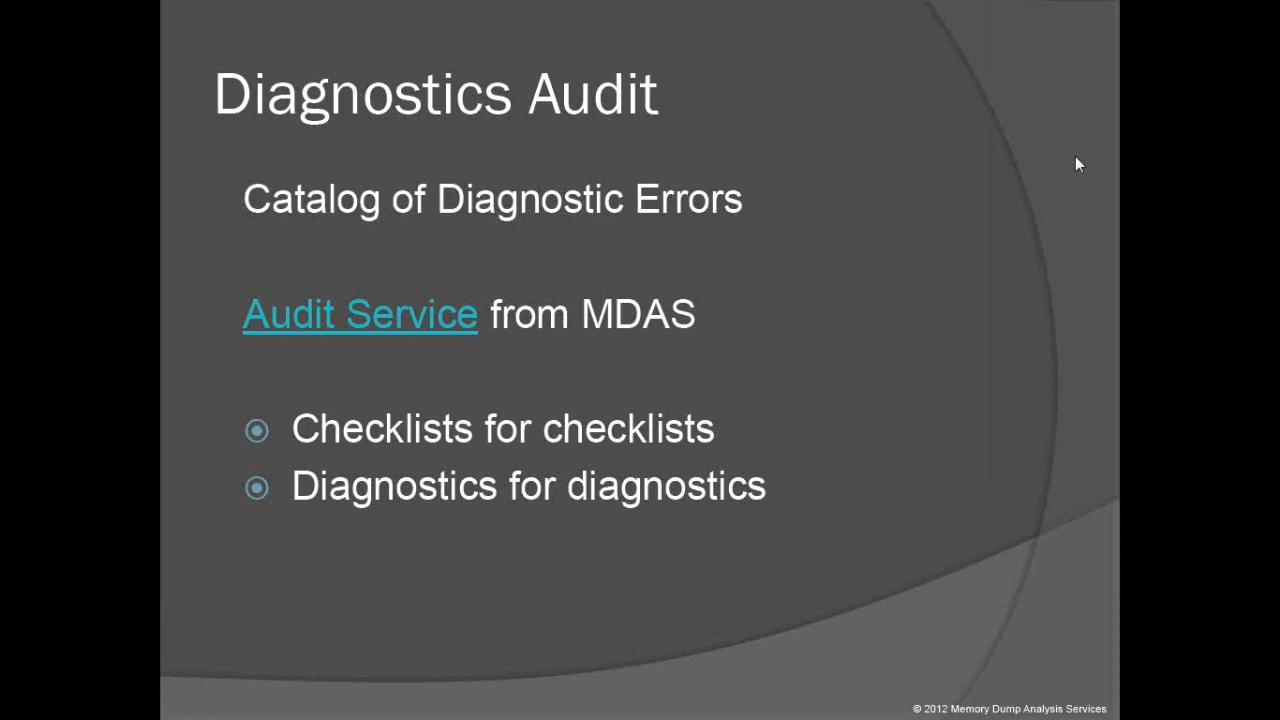 Diagnostics Audit
Catalog of Diagnostic Errors
Audit Service from MDAS
Checklists for checklists
Diagnostics for diagnostics
© 2012 Memory Dump Analysis Services